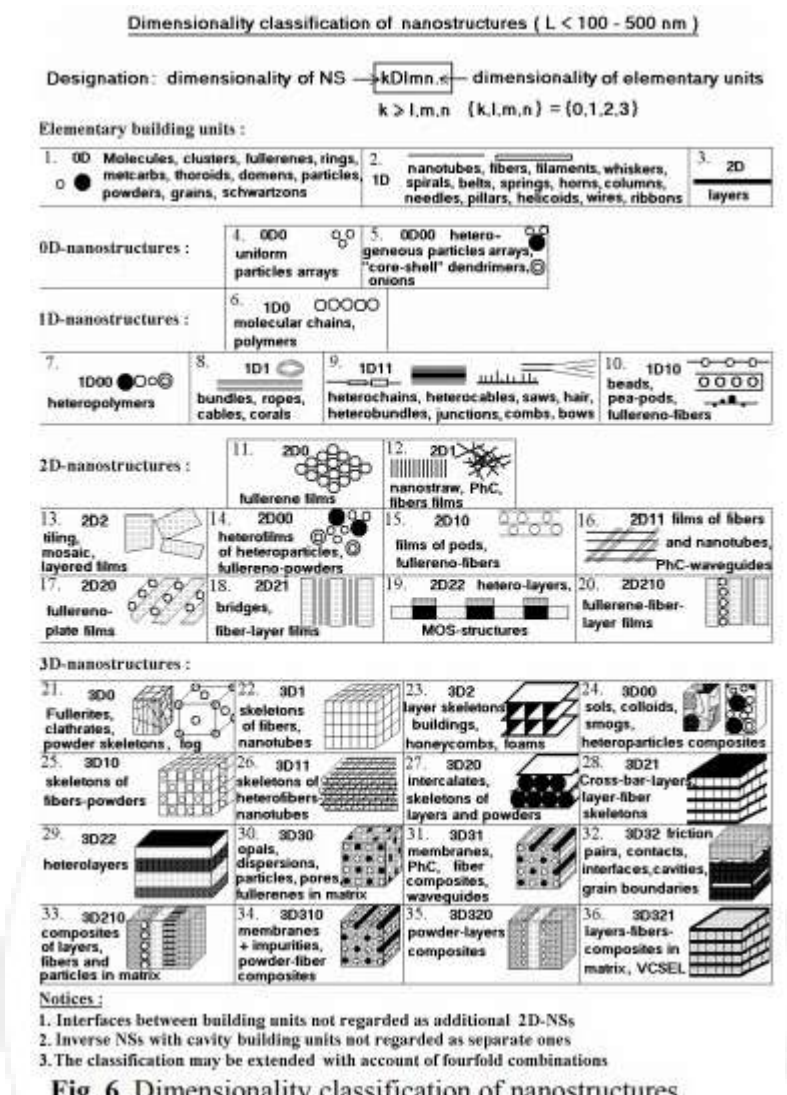 Dimensionality classification of nanostructures ( L < 100 - 500 nm )
Designation: dimensionality of NS → kDlmn.. ← dimensionality of elementary units
k ⩾ l,m,n {k,l,m,n} = {0,1,2,3}
Elementary building units :
1. 0D Molecules, clusters, fullerenes, rings,
metcarbs, thoroids, domens, particles,
powders, grains, schwartzons
2. 1D
nanotubes, fibers, filaments, whiskers,
spirals, belts, springs, horns, columns,
needles, pillars, helicoids, wires, ribbons
3. 2D
layers
0D-nanostructures :
4. 0D0
uniform
particles arrays
5. 0D00 hetero-
geneous particles arrays,
"core-shell" dendrimers,
onions
1D-nanostructures :
6. 1D0
molecular chains,
polymers
7.
1D00
heteropolymers
8. 1D1
bundles, ropes,
cables, corals
9. 1D11
heterochains, heterocables, saws, hair,
heterobundles, junctions, combs, bows
10. 1D10
beads,
pea-pods,
fullereno-fibers
2D-nanostructures :
11. 2D0
fullerene films
12. 2D1
nanostraw, PhC,
fibers films
13. 2D2
tiling,
mosaic,
layered films
14. 2D00
heterofilms
of heteroparticles,
fullereno-powders
15. 2D10
films of pods,
fullereno-fibers
16. 2D11 films of fibers
and nanotubes,
PhC-waveguides
17. 2D20
fullereno-
plate films
18. 2D21
bridges,
fiber-layer films
19. 2D22 hetero-layers,
MOS-structures
20. 2D210
fullerene-fiber-
layer films
3D-nanostructures :
21. 3D0
Fullerites,
clathrates,
powder skeletons, fog
22. 3D1
skeletons
of fibers,
nanotubes
23. 3D2
layer skeletons
buildings,
honeycombs, foams
24. 3D00
sols, colloids,
smogs,
heteroparticles composites
25. 3D10
skeletons of
fibers-powders
26. 3D11
skeletons of
heterofibers-
nanotubes
27. 3D20
intercalates,
skeletons of
layers and powders
28. 3D21
Cross-bar-layers,
layer-fiber
skeletons
29. 3D22
heterolayers
30. 3D30
opals,
dispersions,
particles, pores,
fullerenes in matrix
31. 3D31
membranes,
PhC, fiber
composites,
waveguides
32. 3D32 friction
pairs, contacts,
interfaces,cavities,
grain boundaries
33. 3D210
composites
of layers,
fibers and
particles in matrix
34. 3D310
membranes
+ impurities,
powder-fiber
composites
35. 3D320
powder-layers
composites
36. 3D321
layers-fibers-
composites in
matrix, VCSEL
Notices :
1. Interfaces between building units not regarded as additional 2D-NSs
2. Inverse NSs with cavity building units not regarded as separate ones
3. The classification may be extended with account of fourfold combinations
Fig. 6. Dimensionality classification of nanostructures